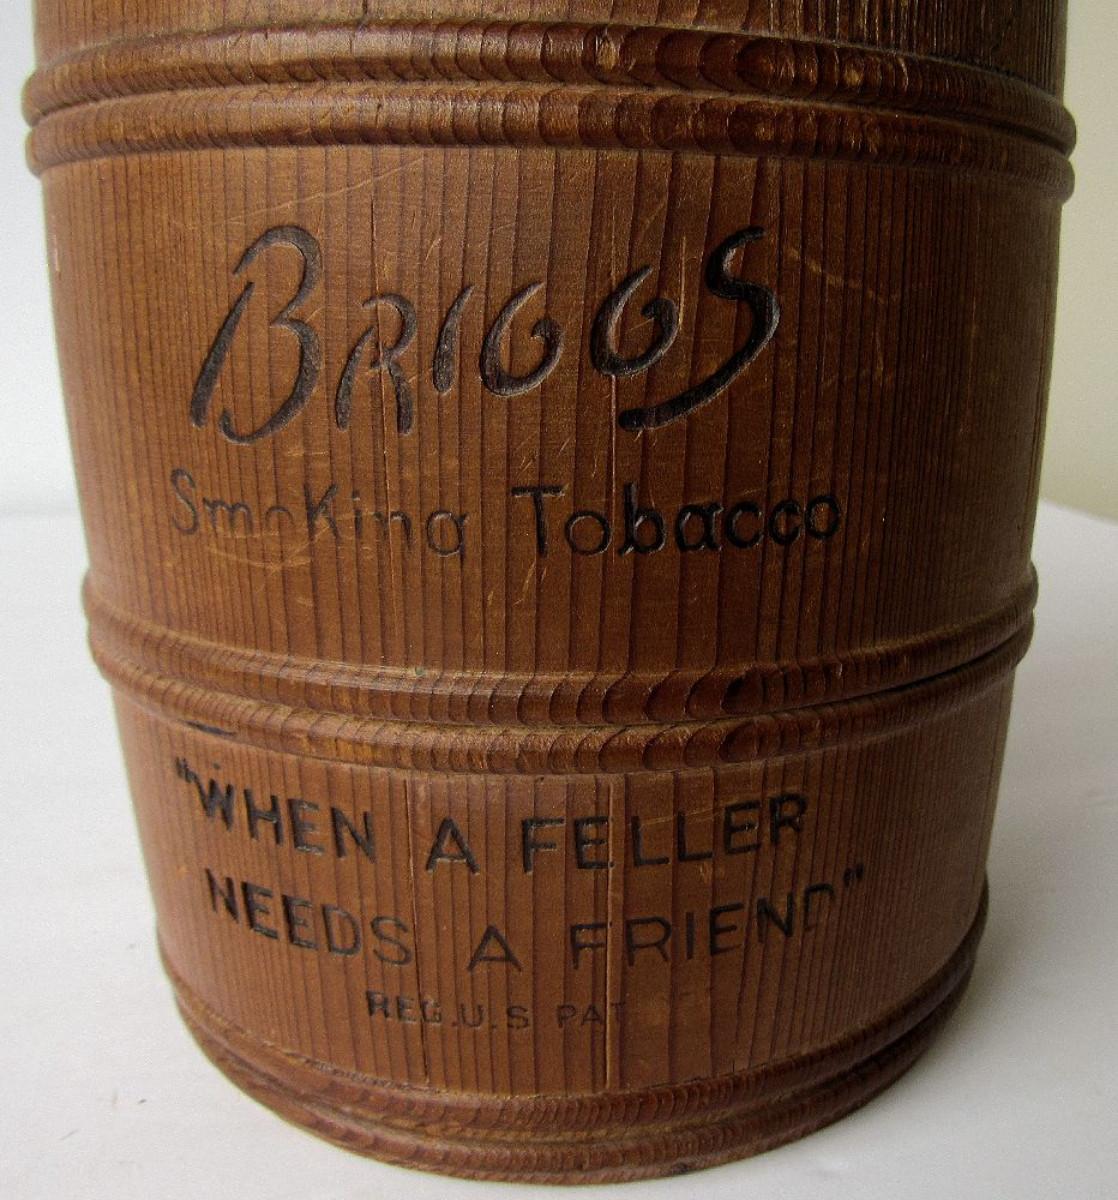 BRIGGS
Smoking Tobacco
"WHEN A FELLER
NEEDS A FRIEND"
REG.U.S PAT